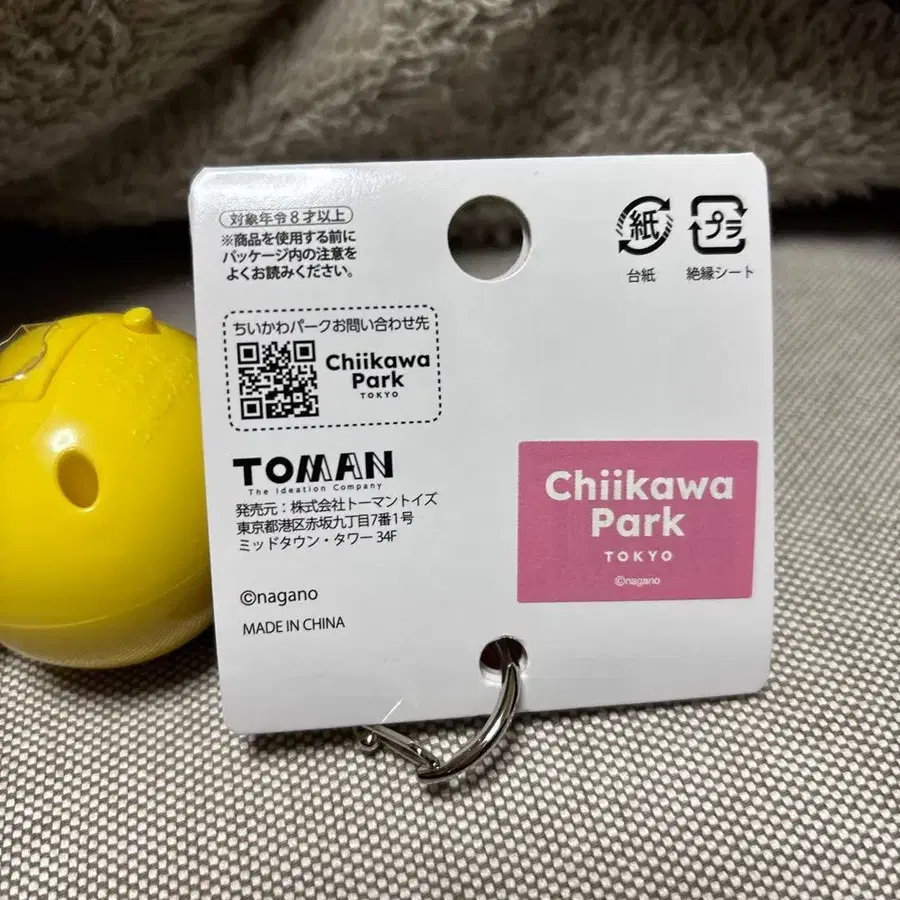 対象年令8才以上
※商品を使用する前に
パッケージ内の注意を
よくお読みください。
紙
台紙
プラ
絶縁シート
ちいかわパークお問い合わせ先
Chiikawa
Park
TOKYO
TOMAN
The Ideation Company
発売元：株式会社トーマントイズ
東京都港区赤坂九丁目7番1号
ミッドタウン・タワー 34F
©nagano
MADE IN CHINA
Chiikawa
Park
TOKYO
©nagano